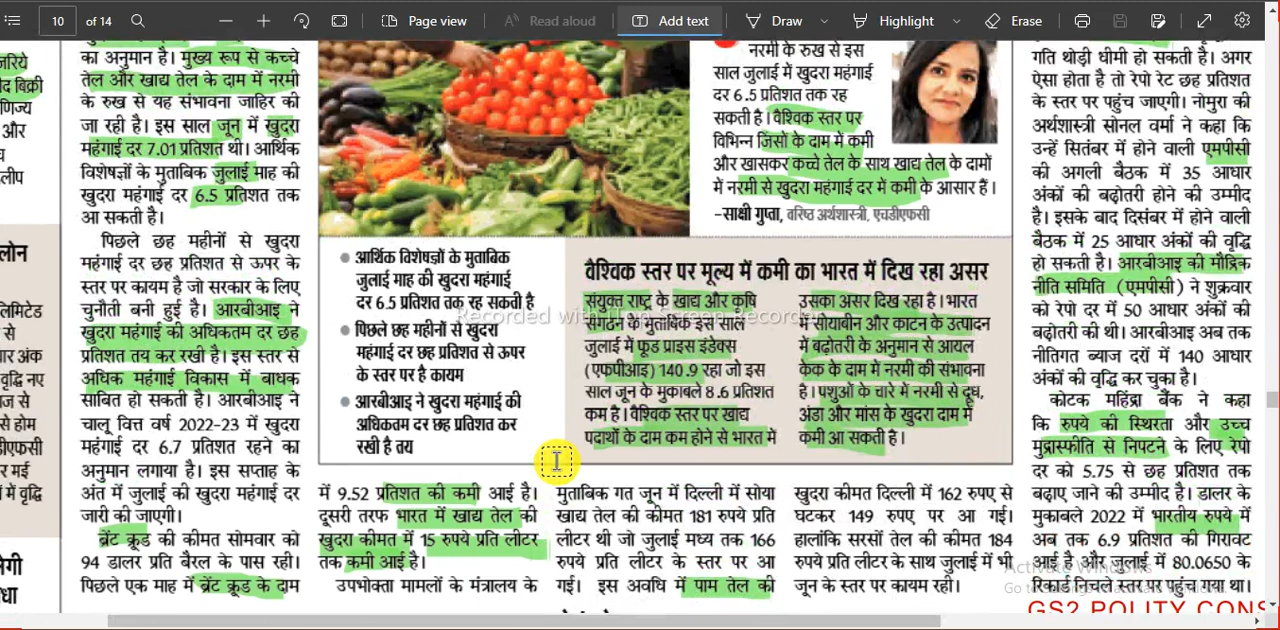 10 of 14
Page view
Read aloud
Add text
Draw
Highlight
Erase
जरिये
द बिक्री
णिज्य
और
लीप
लोन
लिमिटेड
से
गर अंक
वृद्धि नए
ज से
से होम
डीएफसी
र मई
में वृद्धि
का अनुमान है। मुख्य रूप से कच्चे
तेल और खाद्य तेल के दाम में नरमी
के रुख से यह संभावना जाहिर की
जा रही है। इस साल जून में खुदरा
महंगाई दर 7.01 प्रतिशत थी। आर्थिक
विशेषज्ञों के मुताबिक जुलाई माह की
खुदरा महंगाई दर 6.5 प्रतिशत तक
आ सकती है।
पिछले छह महीनों से खुदरा
महंगाई दर छह प्रतिशत से ऊपर के
स्तर पर कायम है जो सरकार के लिए
चुनौती बनी हुई है। आरबीआइ ने
खुदरा महंगाई की अधिकतम दर छह
प्रतिशत तय कर रखी है। इस स्तर से
अधिक महंगाई विकास में बाधक
साबित हो सकती है। आरबीआइ ने
चालू वित्त वर्ष 2022-23 में खुदरा
महंगाई दर 6.7 प्रतिशत रहने का
अनुमान लगाया है। इस सप्ताह के
अंत में जुलाई की खुदरा महंगाई दर
जारी की जाएगी।
ब्रेंट क्रूड की कीमत सोमवार को
94 डालर प्रति बैरल के पास रही।
पिछले एक माह में ब्रेंट क्रूड के दाम
नरमी के रुख से इस
साल जुलाई में खुदरा महंगाई
दर 6.5 प्रतिशत तक रह
सकती है। वैश्विक स्तर पर
विभिन्न जिंसों के दाम में कमी
और खासकर कच्चे तेल के साथ खाद्य तेल के दामों
में नरमी से खुदरा महंगाई दर में कमी के आसार हैं।
-साक्षी गुप्ता, वरिष्ठ अर्थशास्त्री, एचडीएफसी
आर्थिक विशेषज्ञों के मुताबिक
जुलाई माह की खुदरा महंगाई
दर 6.5 प्रतिशत तक रह सकती है
पिछले छह महीनों से खुदरा
महंगाई दर छह प्रतिशत से ऊपर
के स्तर पर है कायम
आरबीआइ ने खुदरा महंगाई की
अधिकतम दर छह प्रतिशत कर
रखी है तय
वैश्विक स्तर पर मूल्य में कमी का भारत में दिख रहा असर
संयुक्त राष्ट्र के खाद्य और कृषि
संगठन के मुताबिक इस साल
जुलाई में फूड प्राइस इंडेक्स
(एफपीआइ) 140.9 रहा जो इस
साल जून के मुकाबले 8.6 प्रतिशत
कम है। वैश्विक स्तर पर खाद्य
पदार्थों के दाम कम होने से भारत में
उसका असर दिख रहा है। भारत
में सोयाबीन और काटन के उत्पादन
में बढ़ोतरी के अनुमान से आयल
केक के दाम में नरमी की संभावना
है। पशुओं के चारे में नरमी से दूध,
अंडा और मांस के खुदरा दाम में
कमी आ सकती है।
में 9.52 प्रतिशत की कमी आई है।
दूसरी तरफ भारत में खाद्य तेल की
खुदरा कीमत में 15 रुपये प्रति लीटर
तक कमी आई है।
उपभोक्ता मामलों के मंत्रालय के
मुताबिक गत जून में दिल्ली में सोया
खाद्य तेल की कीमत 181 रुपये प्रति
लीटर थी जो जुलाई मध्य तक 166
रुपये प्रति लीटर के स्तर पर आ
गई। इस अवधि में पाम तेल की
खुदरा कीमत दिल्ली में 162 रुपए से
घटकर 149 रुपए पर आ गई।
हालांकि सरसों तेल की कीमत 184
रुपये प्रति लीटर के साथ जुलाई में भी
जून के स्तर पर कायम रही।
गति थोड़ी धीमी हो सकती है। अगर
ऐसा होता है तो रेपो रेट छह प्रतिशत
के स्तर पर पहुंच जाएगी। नोमुरा की
अर्थशास्त्री सोनल वर्मा ने कहा कि
उन्हें सितंबर में होने वाली एमपीसी
की अगली बैठक में 35 आधार
अंकों की बढ़ोतरी होने की उम्मीद
है। इसके बाद दिसंबर में होने वाली
बैठक में 25 आधार अंकों की वृद्धि
हो सकती है। आरबीआइ की मौद्रिक
नीति समिति (एमपीसी) ने शुक्रवार
को रेपो दर में 50 आधार अंकों की
बढ़ोतरी की थी। आरबीआइ अब तक
नीतिगत ब्याज दरों में 140 आधार
अंकों की वृद्धि कर चुका है।
कोटक महिंद्रा बैंक ने कहा
कि रुपये की स्थिरता और उच्च
मुद्रास्फीति से निपटने के लिए रेपो
दर को 5.75 से छह प्रतिशत तक
बढ़ाए जाने की उम्मीद है। डालर के
मुकाबले 2022 में भारतीय रुपये में
अब तक 6.9 प्रतिशत की गिरावट
आई है और जुलाई में 80.0650 के
रिकार्ड निचले स्तर पर पहुंच गया था।
Activate Windows
GS2 POLITY CONS